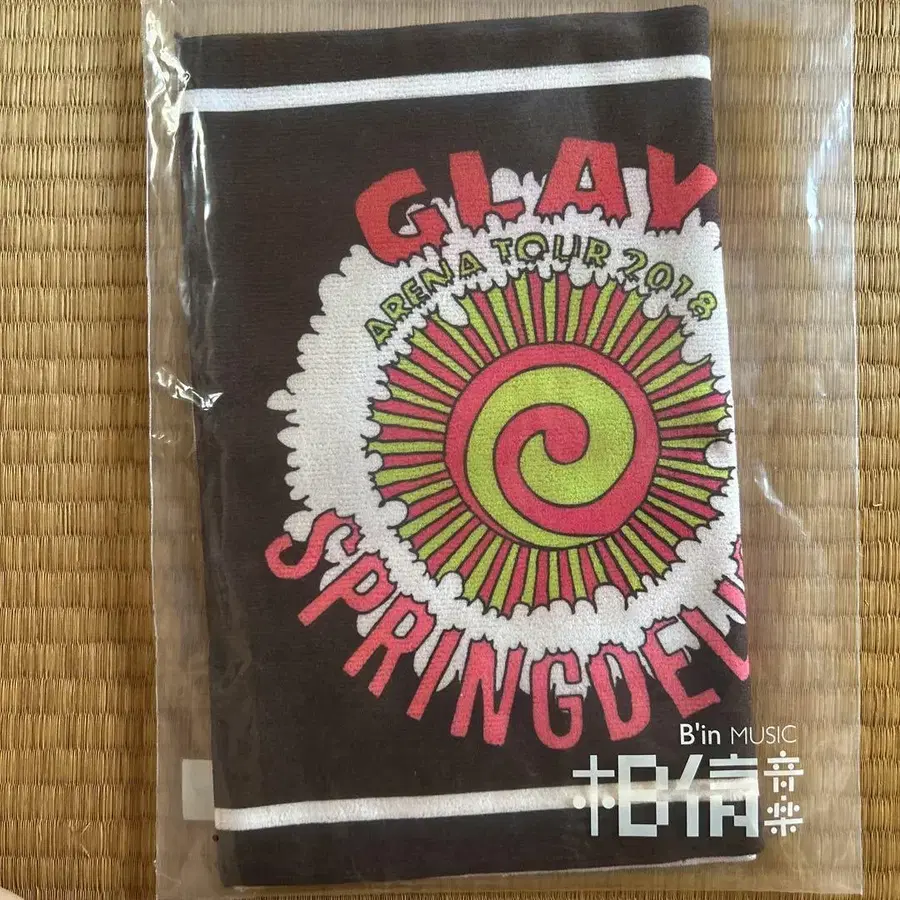 GLAY
ARENA TOUR 2018
SPRINGDEL
B'in MUSIC
相信音樂